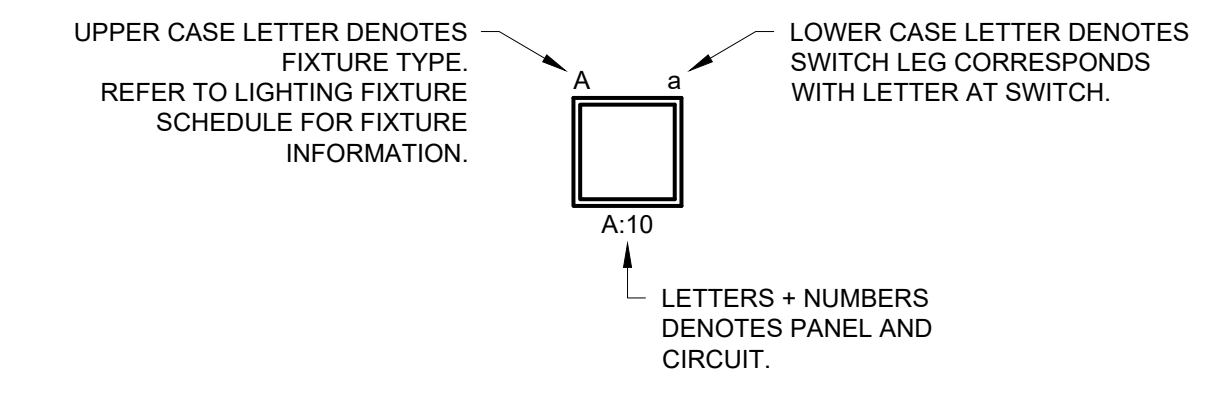 UPPER CASE LETTER DENOTES
FIXTURE TYPE.
REFER TO LIGHTING FIXTURE
SCHEDULE FOR FIXTURE
INFORMATION.
LOWER CASE LETTER DENOTES
SWITCH LEG CORRESPONDS
WITH LETTER AT SWITCH.
A a
A:10
LETTERS + NUMBERS
DENOTES PANEL AND
CIRCUIT.